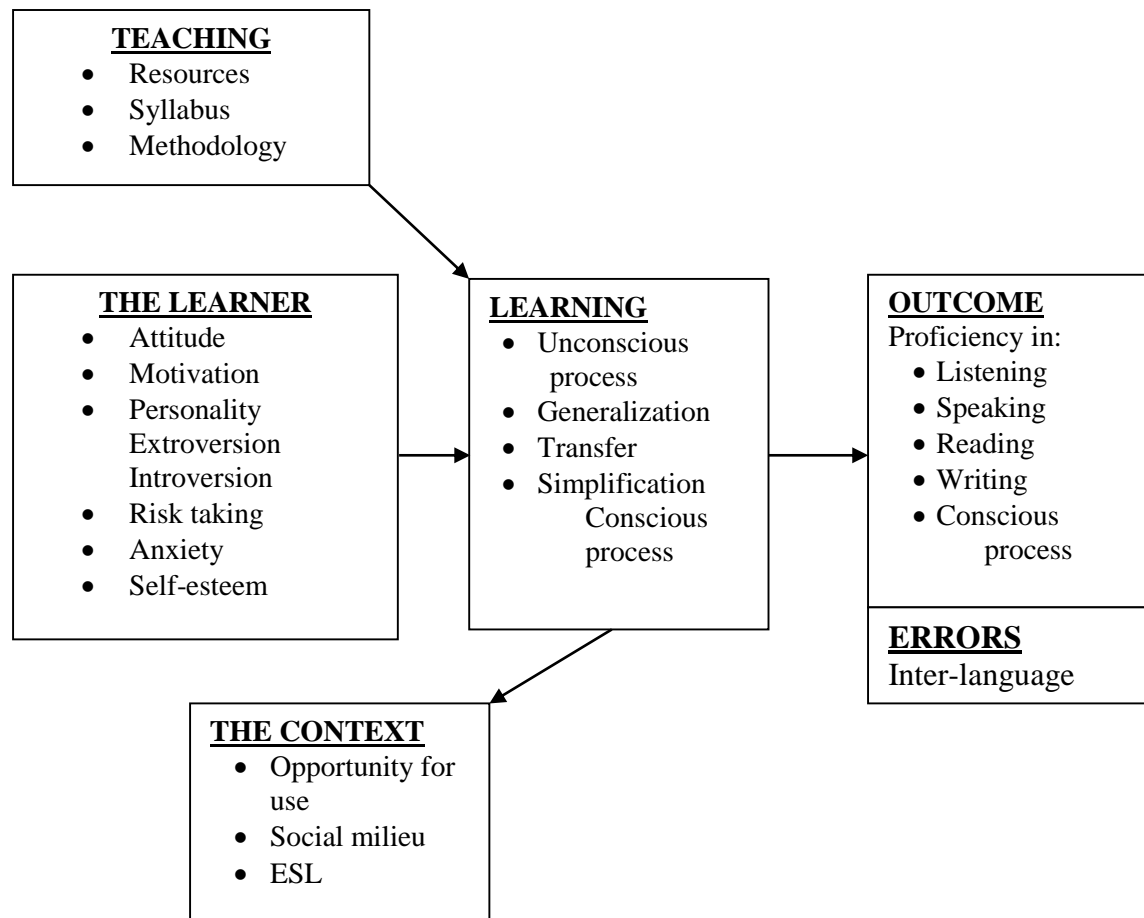 TEACHING
• Resources
• Syllabus
• Methodology
THE LEARNER
• Attitude
• Motivation
• Personality
Extroversion
Introversion
• Risk taking
• Anxiety
• Self-esteem
LEARNING
• Unconscious
process
• Generalization
• Transfer
• Simplification
Conscious
process
OUTCOME
Proficiency in:
• Listening
• Speaking
• Reading
• Writing
• Conscious
process
ERRORS
Inter-language
THE CONTEXT
• Opportunity for
use
• Social milieu
• ESL